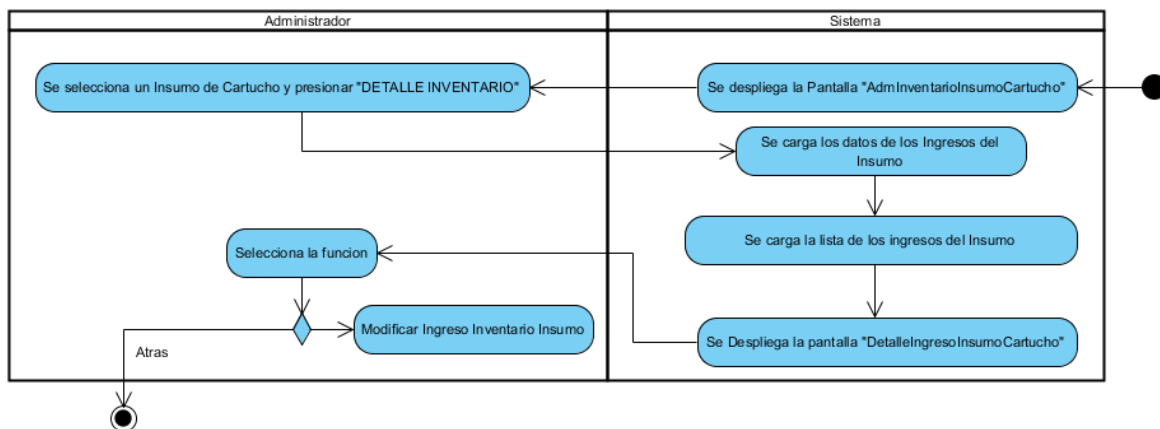 Administrador
Sistema
Se selecciona un Insumo de Cartucho y presionar "DETALLE INVENTARIO"
Se despliega la Pantalla "AdmInventarioInsumoCartucho"
Se carga los datos de los Ingresos del
Insumo
Se carga la lista de los ingresos del Insumo
Selecciona la funcion
Modificar Ingreso Inventario Insumo
Se Despliega la pantalla "DetalleIngresoInsumoCartucho"
Atras